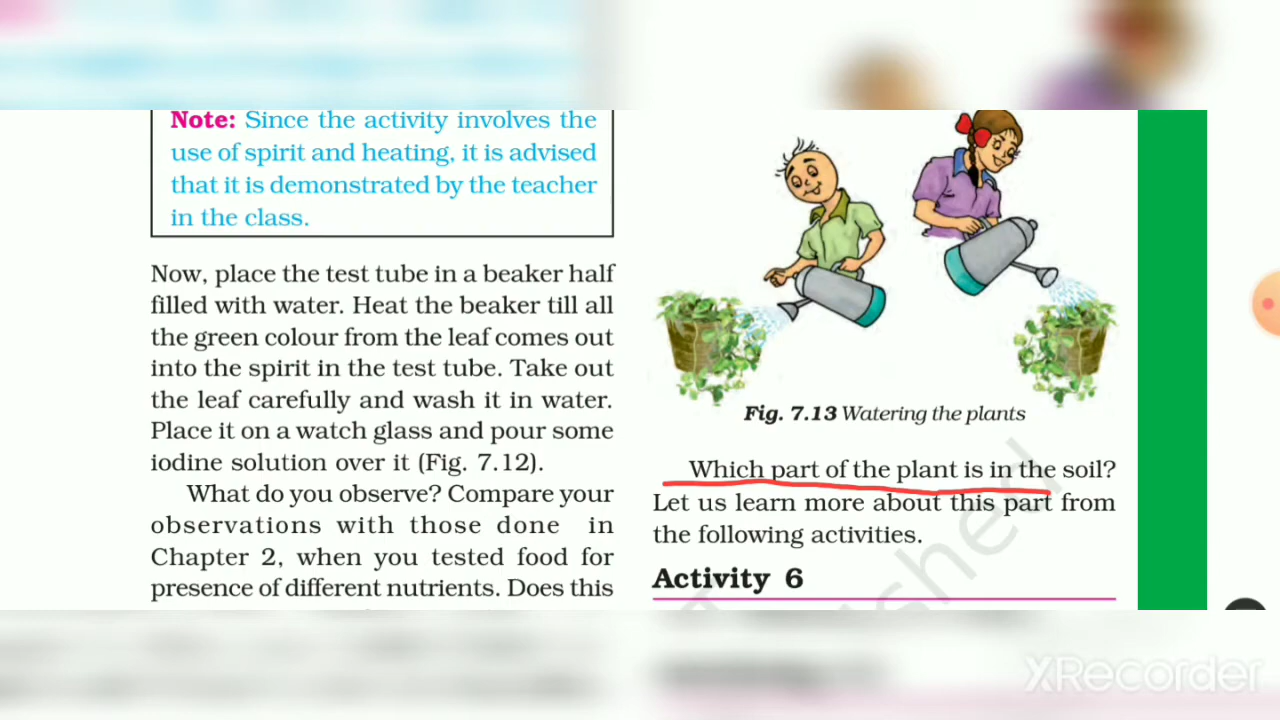 Note: Since the activity involves the
use of spirit and heating, it is advised
that it is demonstrated by the teacher
in the class.
Now, place the test tube in a beaker half
filled with water. Heat the beaker till all
the green colour from the leaf comes out
into the spirit in the test tube. Take out
the leaf carefully and wash it in water.
Place it on a watch glass and pour some
iodine solution over it (Fig. 7.12).
What do you observe? Compare your
observations with those done in
Chapter 2, when you tested food for
presence of different nutrients. Does this
Fig. 7.13 Watering the plants
Which part of the plant is in the soil?
Let us learn more about this part from
the following activities.
Activity 6
XRecorder